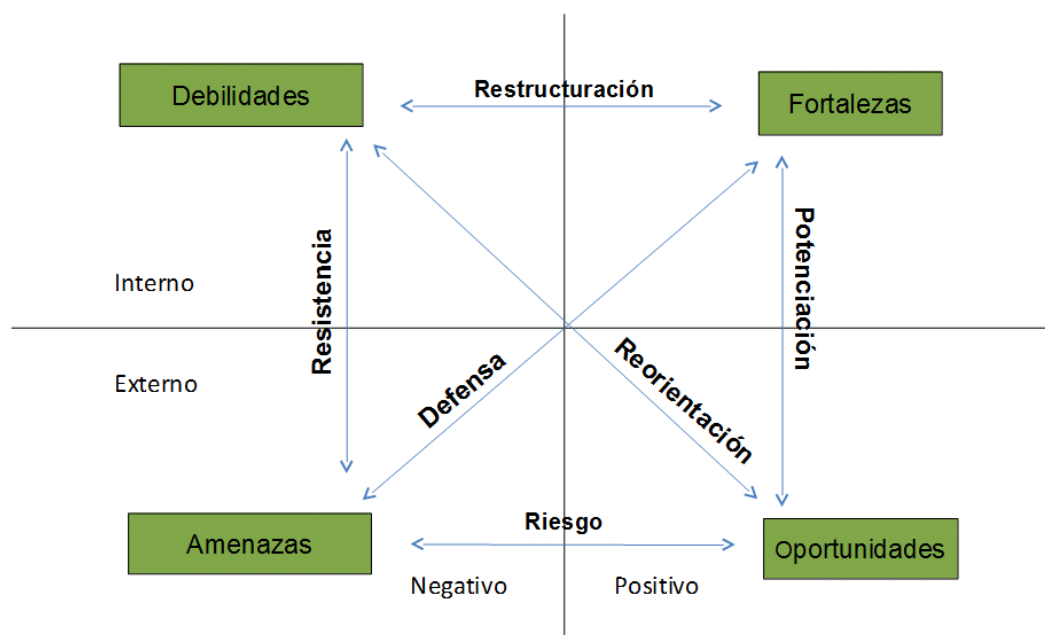 Debilidades
Restructuración
Fortalezas
Resistencia
Potenciación
Interno
Externo
Defensa
Reorientación
Amenazas
Riesgo
Oportunidades
Negativo
Positivo